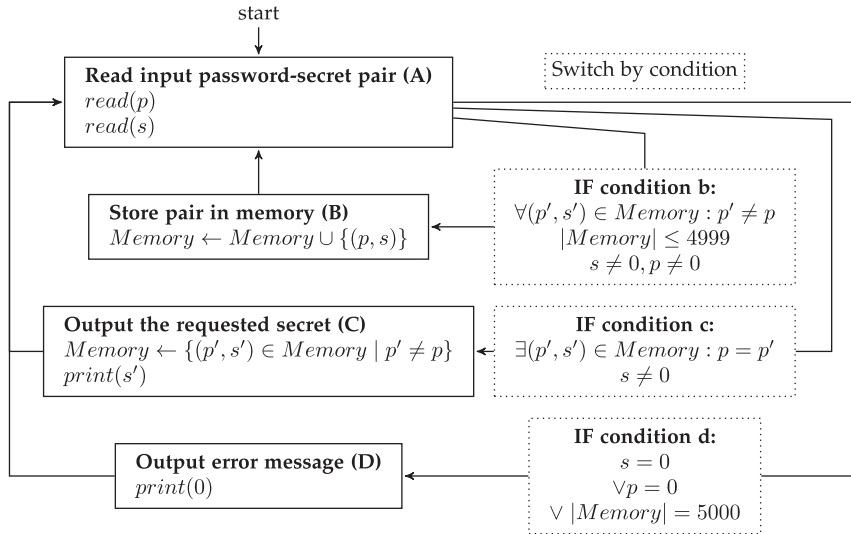 start
Read input password-secret pair (A)
read(p)
read(s)
Switch by condition
Store pair in memory (B)
Memory ← Memory ∪ {(p, s)}
IF condition b:
∀(p′, s′) ∈ Memory : p′ ≠ p
|Memory| ≤ 4999
s ≠ 0, p ≠ 0
Output the requested secret (C)
Memory ← {(p′, s′) ∈ Memory | p′ ≠ p}
print(s′)
IF condition c:
∃(p′, s′) ∈ Memory : p = p′
s ≠ 0
Output error message (D)
print(0)
IF condition d:
s = 0
∨p = 0
∨ |Memory| = 5000